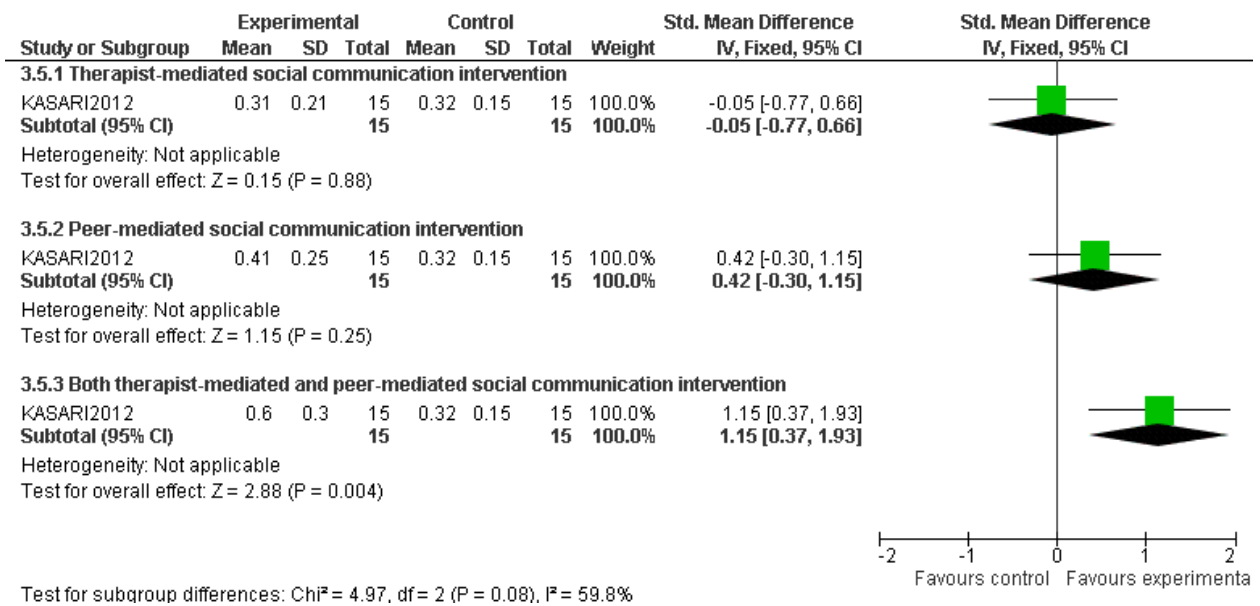 Experimental Control Std. Mean Difference Std. Mean Difference
Study or Subgroup Mean SD Total Mean SD Total Weight IV, Fixed, 95% CI IV, Fixed, 95% CI
3.5.1 Therapist-mediated social communication intervention
KASARI2012 0.31 0.21 15 0.32 0.15 15 100.0% -0.05 [-0.77, 0.66]
Subtotal (95% CI) 15 15 100.0% -0.05 [-0.77, 0.66]
Heterogeneity: Not applicable
Test for overall effect: Z = 0.15 (P = 0.88)
3.5.2 Peer-mediated social communication intervention
KASARI2012 0.41 0.25 15 0.32 0.15 15 100.0% 0.42 [-0.30, 1.15]
Subtotal (95% CI) 15 15 100.0% 0.42 [-0.30, 1.15]
Heterogeneity: Not applicable
Test for overall effect: Z = 1.15 (P = 0.25)
3.5.3 Both therapist-mediated and peer-mediated social communication intervention
KASARI2012 0.6 0.3 15 0.32 0.15 15 100.0% 1.15 [0.37, 1.93]
Subtotal (95% CI) 15 15 100.0% 1.15 [0.37, 1.93]
Heterogeneity: Not applicable
Test for overall effect: Z = 2.88 (P = 0.004)
-2 -1 0 1 2
Favours control Favours experimenta
Test for subgroup differences: Chi² = 4.97, df = 2 (P = 0.08), I² = 59.8%